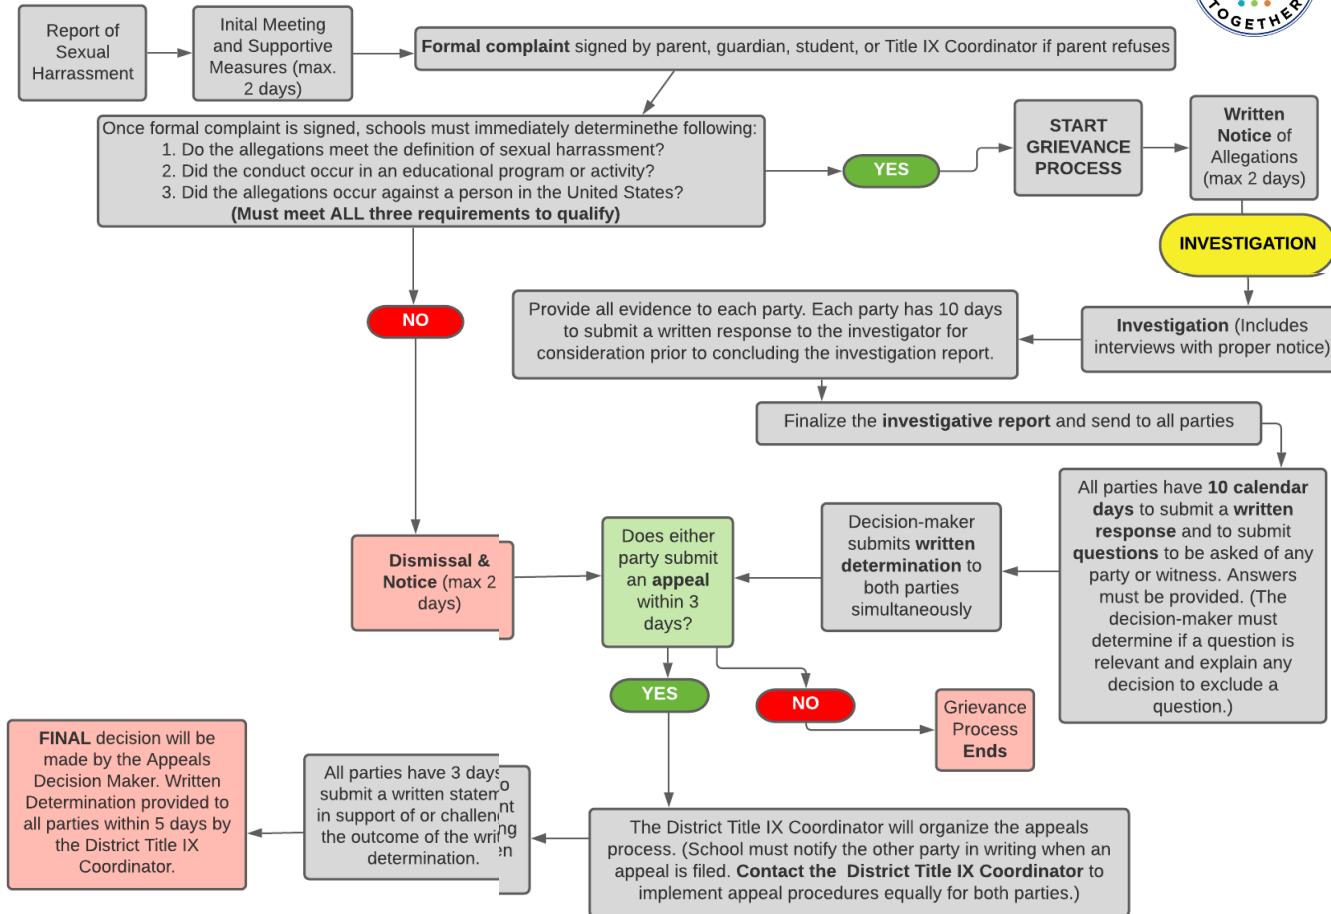 TOGETHER
Report of
Sexual
Harrassment
Inital Meeting
and Supportive
Measures (max.
2 days)
Formal complaint signed by parent, guardian, student, or Title IX Coordinator if parent refuses
Once formal complaint is signed, schools must immediately determinethe following:
1. Do the allegations meet the definition of sexual harrassment?
2. Did the conduct occur in an educational program or activity?
3. Did the allegations occur against a person in the United States?
(Must meet ALL three requirements to qualify)
YES
START
GRIEVANCE
PROCESS
Written
Notice of
Allegations
(max 2 days)
INVESTIGATION
NO
Provide all evidence to each party. Each party has 10 days
to submit a written response to the investigator for
consideration prior to concluding the investigation report.
Investigation (Includes
interviews with proper notice)
Finalize the investigative report and send to all parties
All parties have 10 calendar
days to submit a written
response and to submit
questions to be asked of any
party or witness. Answers
must be provided. (The
decision-maker must
determine if a question is
relevant and explain any
decision to exclude a
question.)
Decision-maker
submits written
determination to
both parties
simultaneously
Does either
party submit
an appeal
within 3
days?
Dismissal &
Notice (max 2
days)
YES
NO
Grievance
Process
Ends
The District Title IX Coordinator will organize the appeals
process. (School must notify the other party in writing when an
appeal is filed. Contact the District Title IX Coordinator to
implement appeal procedures equally for both parties.)
All parties have 3 days
submit a written
in support of or
the outcome of the
determination.
FINAL decision will be
made by the Appeals
Decision Maker. Written
Determination provided to
all parties within 5 days by
the District Title IX
Coordinator.